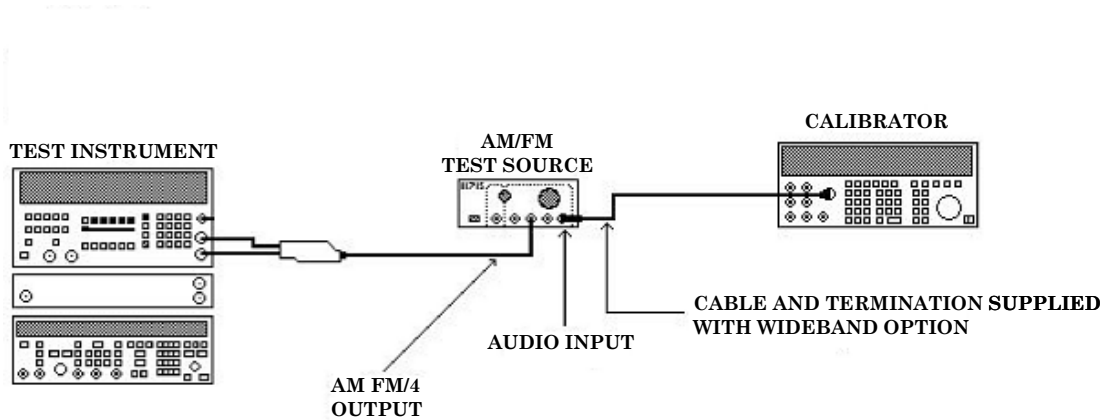 CALIBRATOR
AM/FM
TEST SOURCE
TEST INSTRUMENT
11715
CABLE AND TERMINATION SUPPLIED
WITH WIDEBAND OPTION
AUDIO INPUT
AM FM/4
OUTPUT